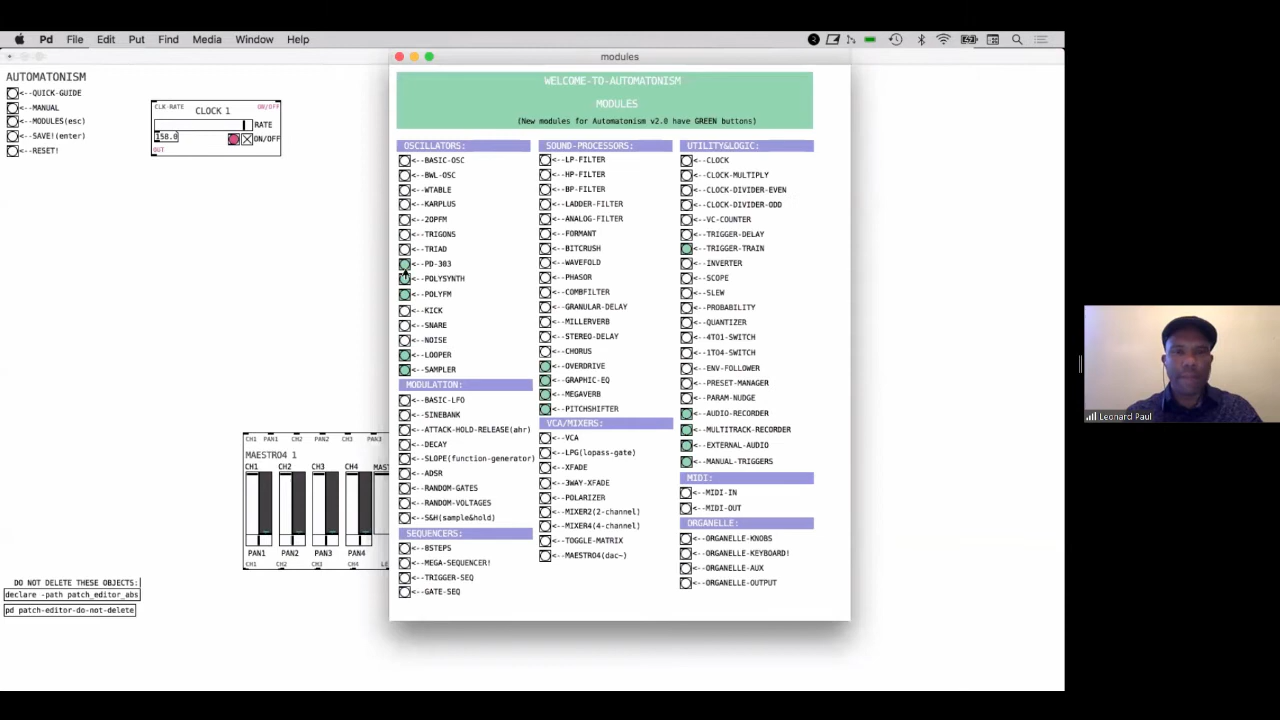 Pd File Edit Put Find Media Window Help
modules
AUTOMATONISM
<--QUICK-GUIDE
<--MANUAL
<--MODULES(esc)
<--SAVE!(enter)
<--RESET!
CLK-RATE
ON/OFF
CLOCK 1
RATE
158.0
ON/OFF
OUT
WELCOME-TO-AUTOMATONISM
MODULES
(New modules for Automatonism v2.0 have GREEN buttons)
OSCILLATORS:
<--BASIC-OSC
<--BWL-OSC
<--WTABLE
<--KARPLUS
<--2OPFM
<--TRIGONS
<--TRIAD
<--PD-303
<--POLYSYNTH
<--POLYFM
<--KICK
<--SNARE
<--NOISE
<--LOOPER
<--SAMPLER
MODULATION:
<--BASIC-LFO
<--SINEBANK
<--ATTACK-HOLD-RELEASE(ahr)
<--DECAY
<--SLOPE(function-generator)
<--ADSR
<--RANDOM-GATES
<--RANDOM-VOLTAGES
<--S&H(sample&hold)
SEQUENCERS:
<--8STEPS
<--MEGA-SEQUENCER!
<--TRIGGER-SEQ
<--GATE-SEQ
SOUND-PROCESSORS:
<--LP-FILTER
<--HP-FILTER
<--BP-FILTER
<--LADDER-FILTER
<--ANALOG-FILTER
<--FORMANT
<--BITCRUSH
<--WAVEFOLD
<--PHASOR
<--COMBFILTER
<--GRANULAR-DELAY
<--MILLERVERB
<--STEREO-DELAY
<--CHORUS
<--OVERDRIVE
<--GRAPHIC-EQ
<--MEGAVERB
<--PITCHSHIFTER
VCA/MIXERS:
<--VCA
<--LPG(lopass-gate)
<--XFADE
<--3WAY-XFADE
<--POLARIZER
<--MIXER2(2-channel)
<--MIXER4(4-channel)
<--TOGGLE-MATRIX
<--MAESTRO4(dac~)
UTILITY&LOGIC:
<--CLOCK
<--CLOCK-MULTIPLY
<--CLOCK-DIVIDER-EVEN
<--CLOCK-DIVIDER-ODD
<--VC-COUNTER
<--TRIGGER-DELAY
<--TRIGGER-TRAIN
<--INVERTER
<--SCOPE
<--SLEW
<--PROBABILITY
<--QUANTIZER
<--4TO1-SWITCH
<--1TO4-SWITCH
<--ENV-FOLLOWER
<--PRESET-MANAGER
<--PARAM-NUDGE
<--AUDIO-RECORDER
<--MULTITRACK-RECORDER
<--EXTERNAL-AUDIO
<--MANUAL-TRIGGERS
MIDI:
<--MIDI-IN
<--MIDI-OUT
ORGANELLE:
<--ORGANELLE-KNOBS
<--ORGANELLE-KEYBOARD!
<--ORGANELLE-AUX
<--ORGANELLE-OUTPUT
CH1 PAN1 CH2 PAN2 CH3 PAN3
MAESTRO4 1
CH1 CH2 CH3 CH4 MAS
PAN1 PAN2 PAN3 PAN4
CH1 CH2 CH3 CH4 LE
DO NOT DELETE THESE OBJECTS:
declare -path patch_editor_abs
pd patch-editor-do-not-delete
Leonard Paul